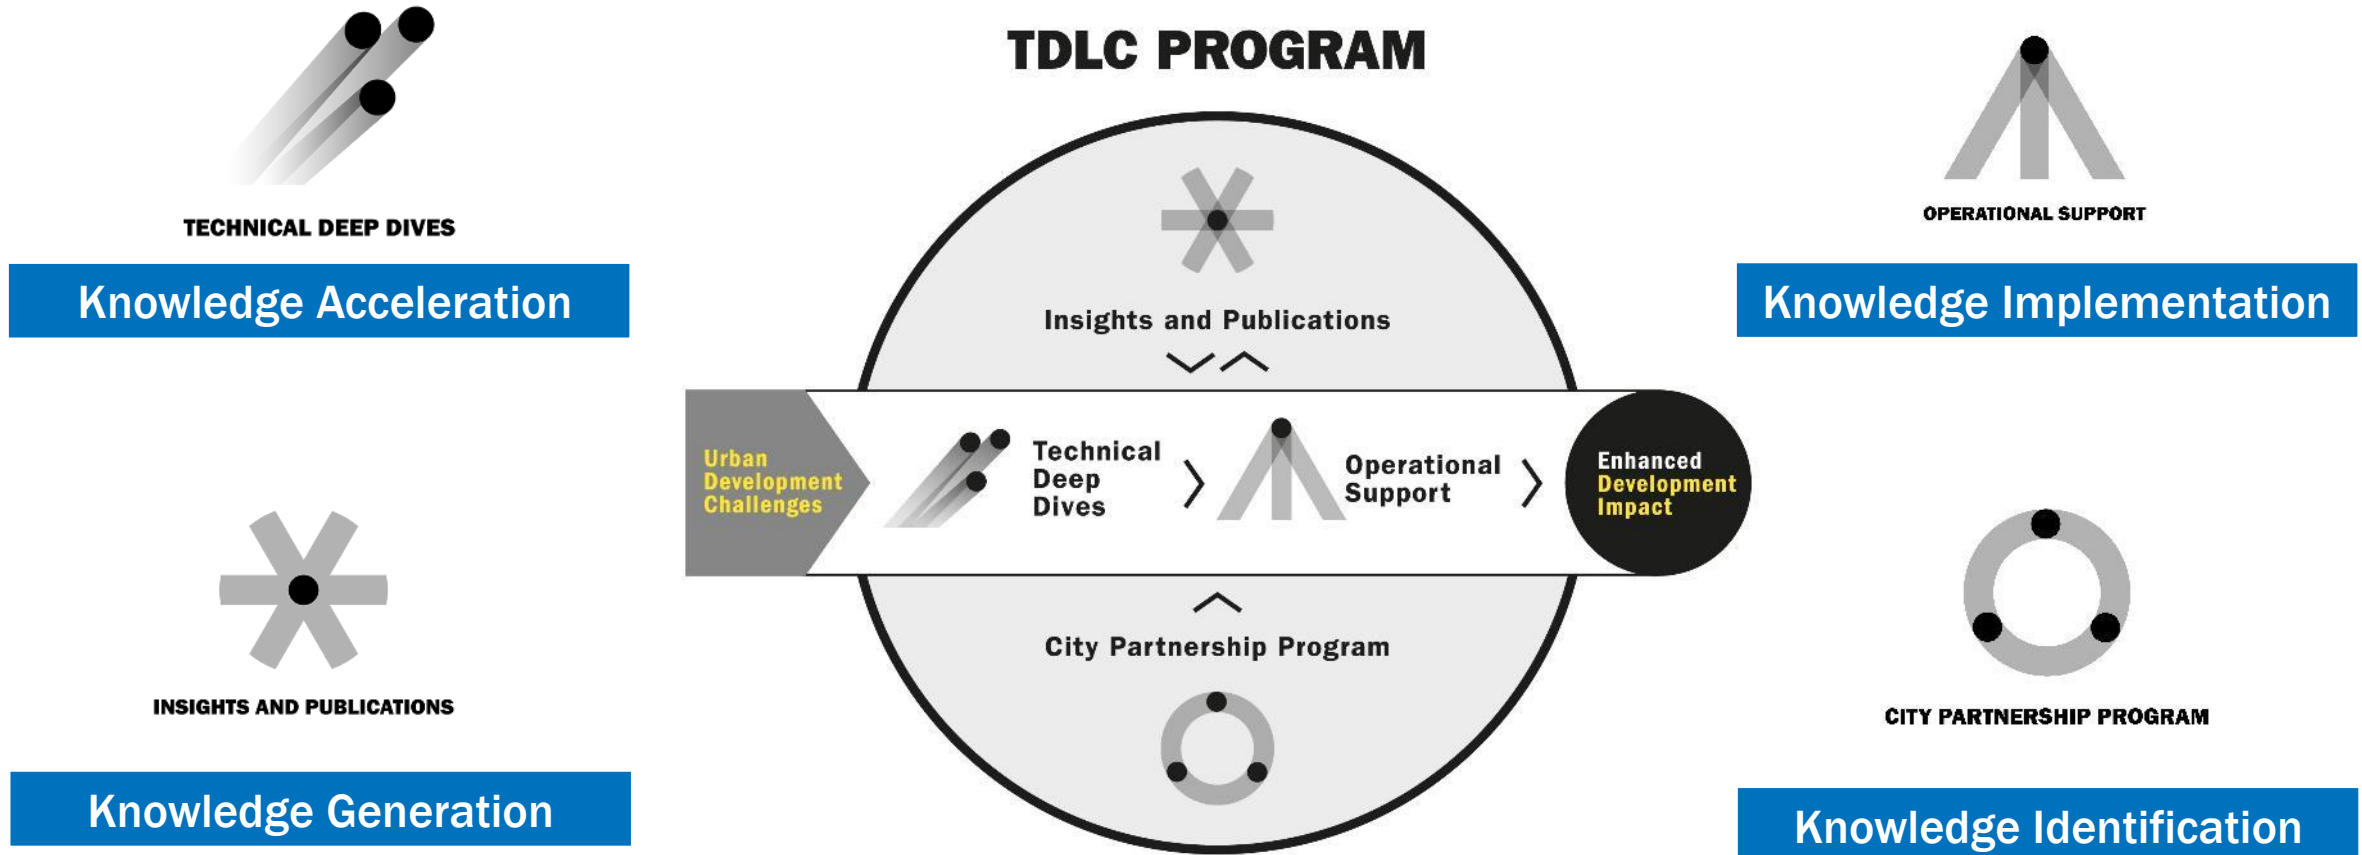 TDLC PROGRAM
TECHNICAL DEEP DIVES
Knowledge Acceleration
INSIGHTS AND PUBLICATIONS
Knowledge Generation
Insights and Publications
Urban
Development
Challenges
Technical
Deep
Dives
Operational
Support
Enhanced
Development
Impact
City Partnership Program
OPERATIONAL SUPPORT
Knowledge Implementation
CITY PARTNERSHIP PROGRAM
Knowledge Identification